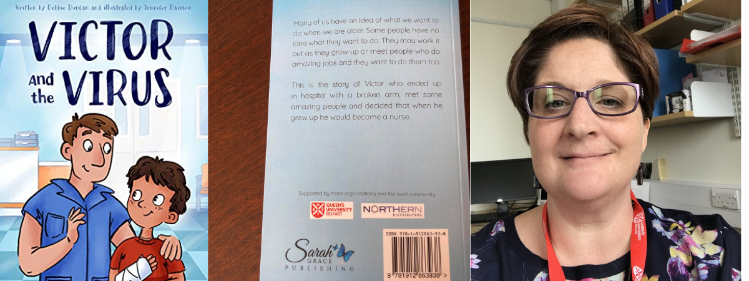 Written by Debbie Duncan and illustrated by Jennifer Davison
VICTOR
and the VIRUS
Many of us have an idea of what we want to
do when we are older. Some people have no
idea what they want to do. They may work it
out as they grow up or meet people who do
amazing jobs and they want to do them too.
This is the story of Victor who ended up
in hospital with a broken arm, met some
amazing people and decided that when he
grew up he would become a nurse.
Supported by these organisations and the local community
QUEEN'S
UNIVERSITY
BELFAST
NORTHERN
DISTRIBUTORS
Sarah
GRACE
PUBLISHING